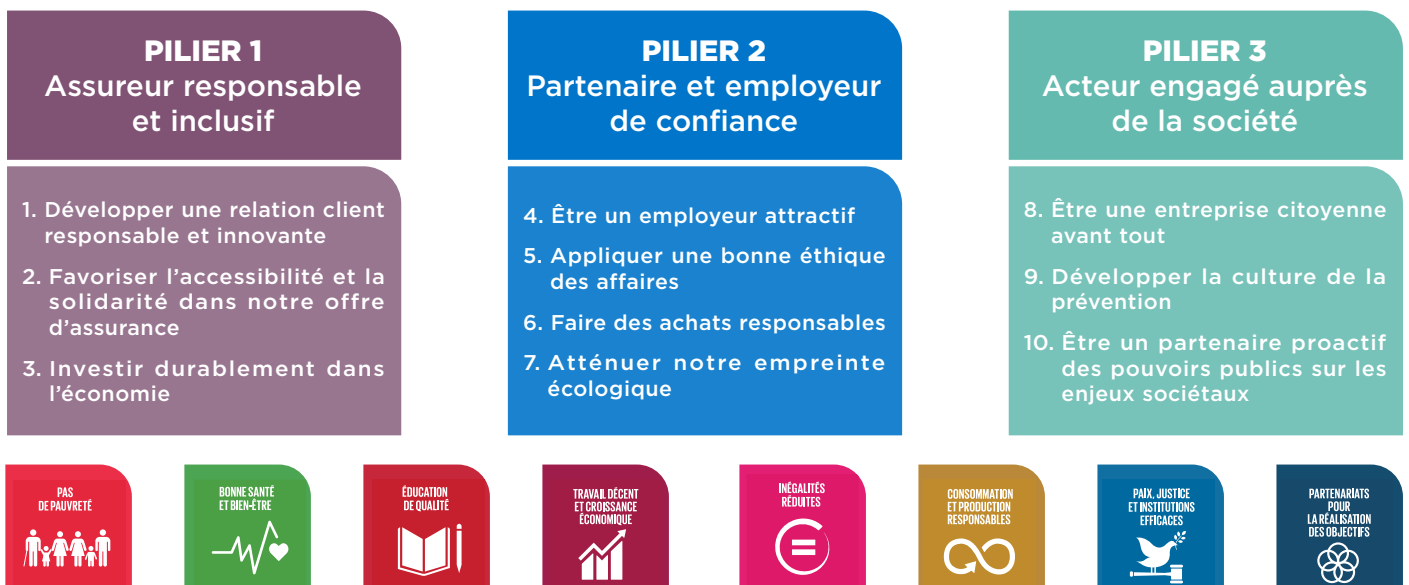 PILIER 1
Assureur responsable
et inclusif
1. Développer une relation client
responsable et innovante
2. Favoriser l’accessibilité et la
solidarité dans notre offre
d’assurance
3. Investir durablement dans
l’économie
PILIER 2
Partenaire et employeur
de confiance
4. Être un employeur attractif
5. Appliquer une bonne éthique
des affaires
6. Faire des achats responsables
7. Atténuer notre empreinte
écologique
PILIER 3
Acteur engagé auprès
de la société
8. Être une entreprise citoyenne
avant tout
9. Développer la culture de la
prévention
10. Être un partenaire proactif
des pouvoirs publics sur les
enjeux sociétaux
PAS
DE PAUVRETÉ
BONNE SANTÉ
ET BIEN-ÊTRE
ÉDUCATION
DE QUALITÉ
TRAVAIL DÉCENT
ET CROISSANCE
ÉCONOMIQUE
INÉGALITÉS
RÉDUITES
CONSOMMATION
ET PRODUCTION
RESPONSABLES
PAIX, JUSTICE
ET INSTITUTIONS
EFFICACES
PARTENARIATS
POUR
LA RÉALISATION
DES OBJECTIFS